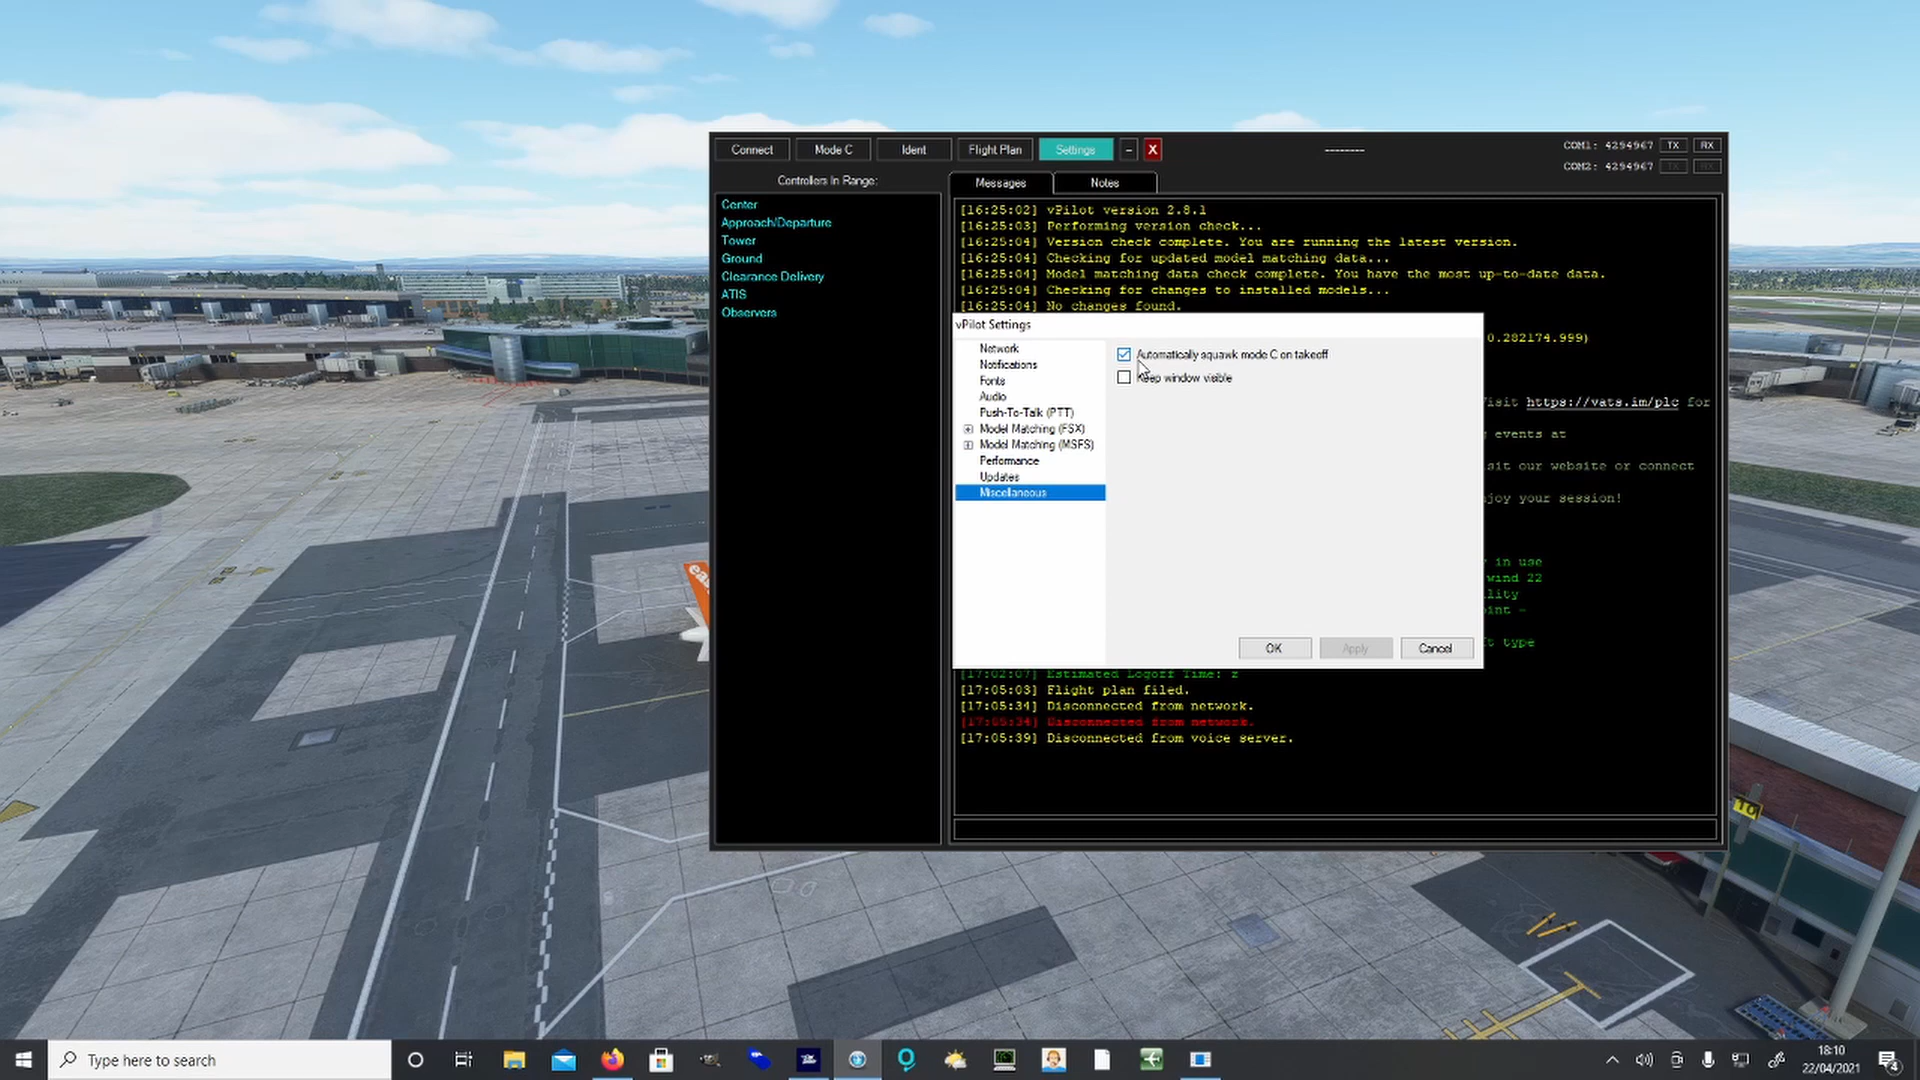 Connect
Mode C
Ident
Flight Plan
Settings
–
X
--------
COM1: 4294967 TX RX
COM2: 4294967 TX RX
Controllers In Range:
Messages
Notes
Center
Approach/Departure
Tower
Ground
Clearance Delivery
ATIS
Observers
[16:25:02] vPilot version 2.8.1
[16:25:03] Performing version check...
[16:25:04] Version check complete. You are running the latest version.
[16:25:04] Checking for updated model matching data...
[16:25:04] Model matching data check complete. You have the most up-to-date data.
[16:25:04] Checking for changes to installed models...
[16:25:04] No changes found.
0.282174.999)
https://vats.im/plc for
events at
sit our website or connect
joy your session!
in use
wind 22
t type
vPilot Settings
Network
Notifications
Fonts
Audio
Push-To-Talk (PTT)
Model Matching (FSX)
Model Matching (MSFS)
Performance
Updates
Miscellaneous
Automatically squawk mode C on takeoff
Keep window visible
OK
Apply
Cancel
[17:02:07] Estimated Logoff Time: z
[17:05:03] Flight plan filed.
[17:05:34] Disconnected from network.
[17:05:34] Disconnected from network.
[17:05:39] Disconnected from voice server.
Type here to search
18:10
22/04/2021
4